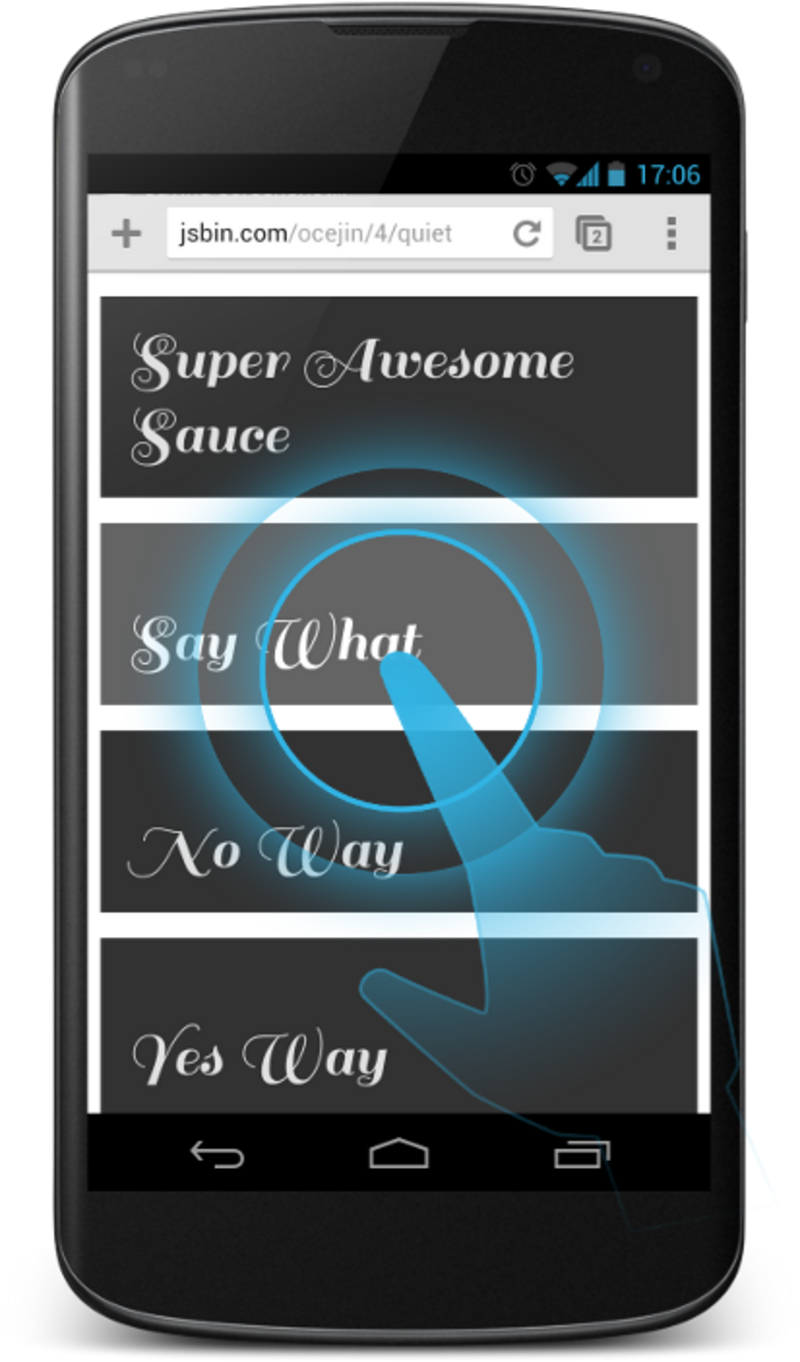 17:06
jsbin.com/ocejin/4/quiet
2
Super Awesome
Sauce
Say What
No Way
Yes Way